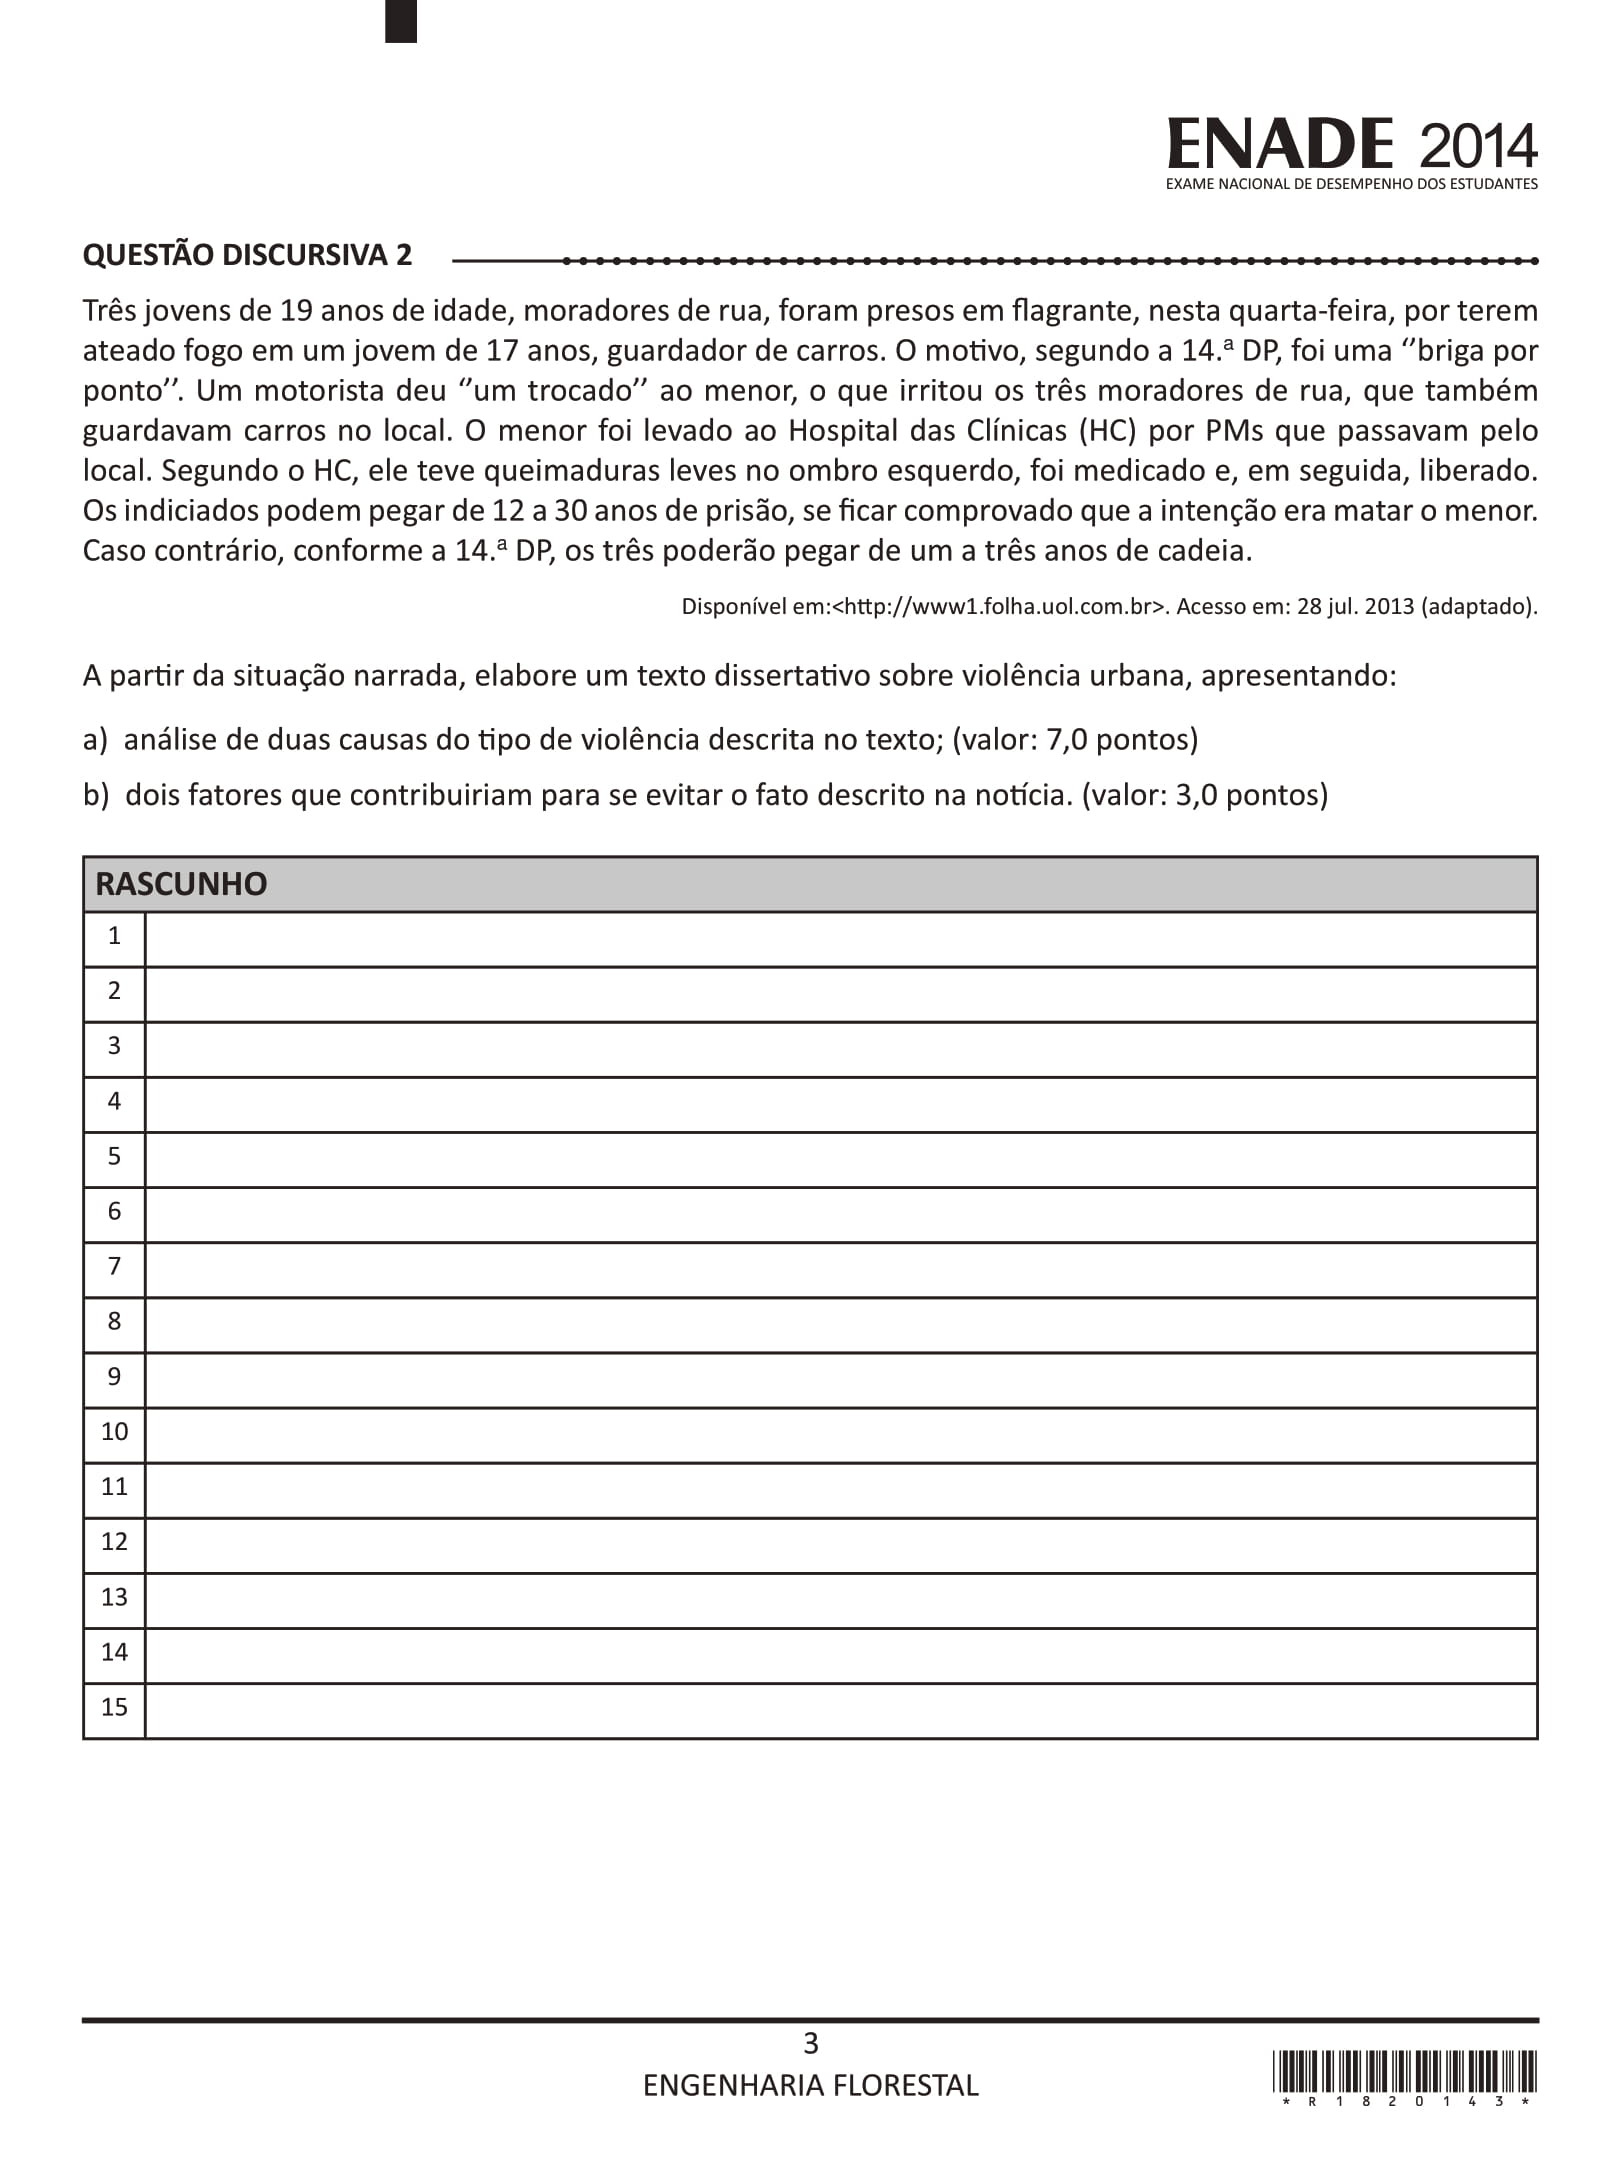 ENADE 2014
EXAME NACIONAL DE DESEMPENHO DOS ESTUDANTES
QUESTÃO DISCURSIVA 2
Três jovens de 19 anos de idade, moradores de rua, foram presos em flagrante, nesta quarta-feira, por terem
ateado fogo em um jovem de 17 anos, guardador de carros. O motivo, segundo a 14.ª DP, foi uma ‘’briga por
ponto’’. Um motorista deu ‘’um trocado’’ ao menor, o que irritou os três moradores de rua, que também
guardavam carros no local. O menor foi levado ao Hospital das Clínicas (HC) por PMs que passavam pelo
local. Segundo o HC, ele teve queimaduras leves no ombro esquerdo, foi medicado e, em seguida, liberado.
Os indiciados podem pegar de 12 a 30 anos de prisão, se ficar comprovado que a intenção era matar o menor.
Caso contrário, conforme a 14.ª DP, os três poderão pegar de um a três anos de cadeia.
Disponível em:<http://www1.folha.uol.com.br>. Acesso em: 28 jul. 2013 (adaptado).
A partir da situação narrada, elabore um texto dissertativo sobre violência urbana, apresentando:
a) análise de duas causas do tipo de violência descrita no texto; (valor: 7,0 pontos)
b) dois fatores que contribuiriam para se evitar o fato descrito na notícia. (valor: 3,0 pontos)
RASCUNHO
1
2
3
4
5
6
7
8
9
10
11
12
13
14
15
3
ENGENHARIA FLORESTAL
* R 1 8 2 0 1 4 3 *